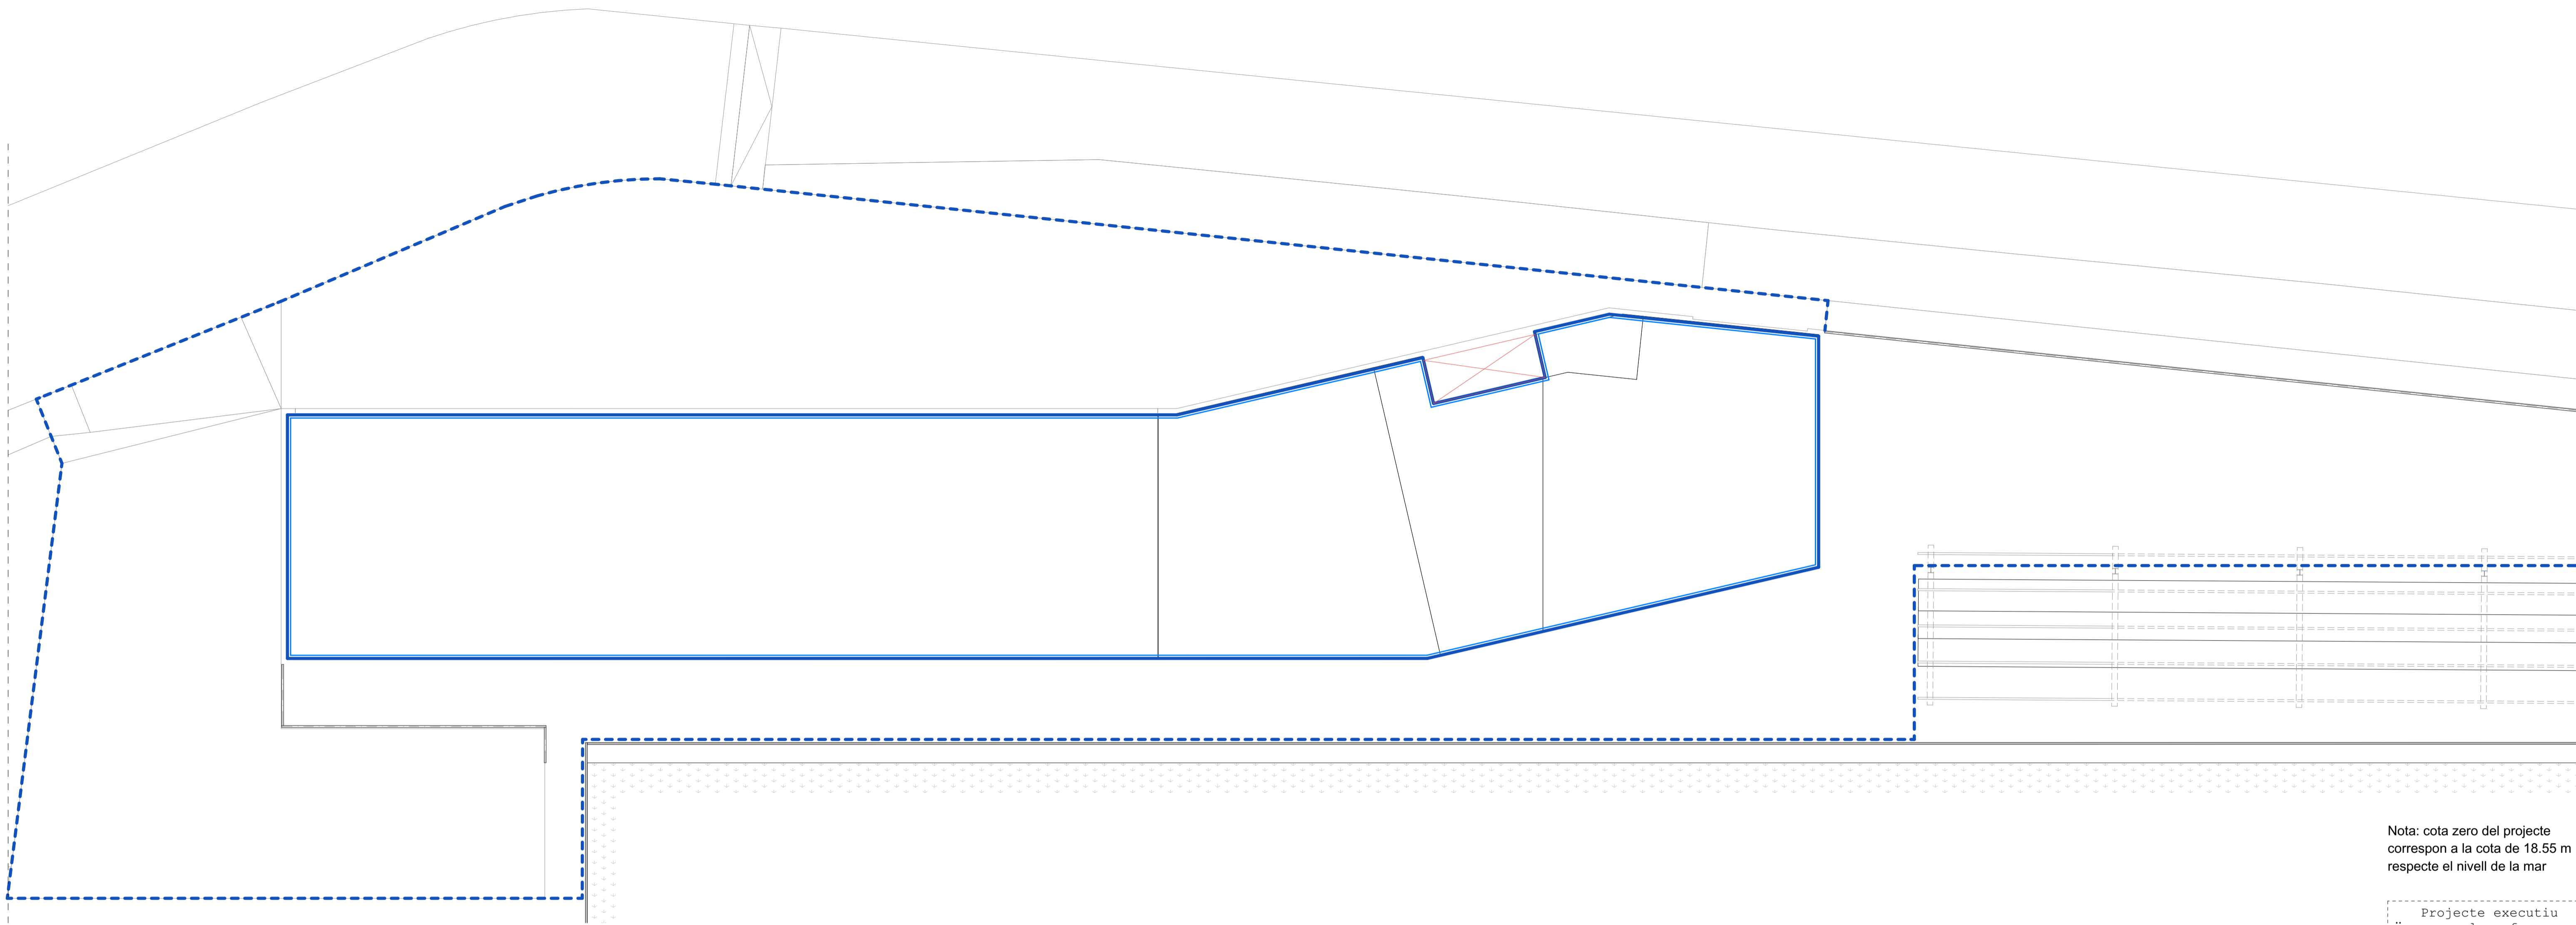 Nota: cota zero del projecte
correspon a la cota de 18.55 m
respecte el nivell de la mar
Projecte executiu